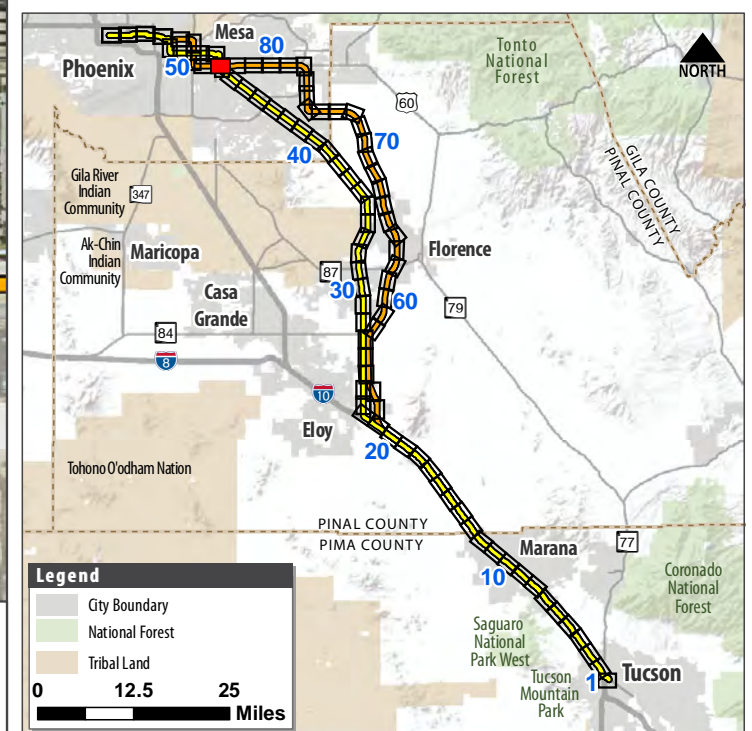 Mesa
80
Tonto
National
Forest
NORTH
Phoenix
50
60
70
40
GILA COUNTY
PINAL COUNTY
Gila River
Indian
Community
347
Ak-Chin
Indian
Community
Maricopa
Florence
87
30
60
Casa
Grande
79
84
8
10
Eloy
20
Tohono O'odham Nation
PINAL COUNTY
PIMA COUNTY
Marana
77
10
Coronado
National
Forest
Saguaro
National
Park West
Tucson
Mountain
Park
1
Tucson
Legend
City Boundary
National Forest
Tribal Land
0 12.5 25
Miles